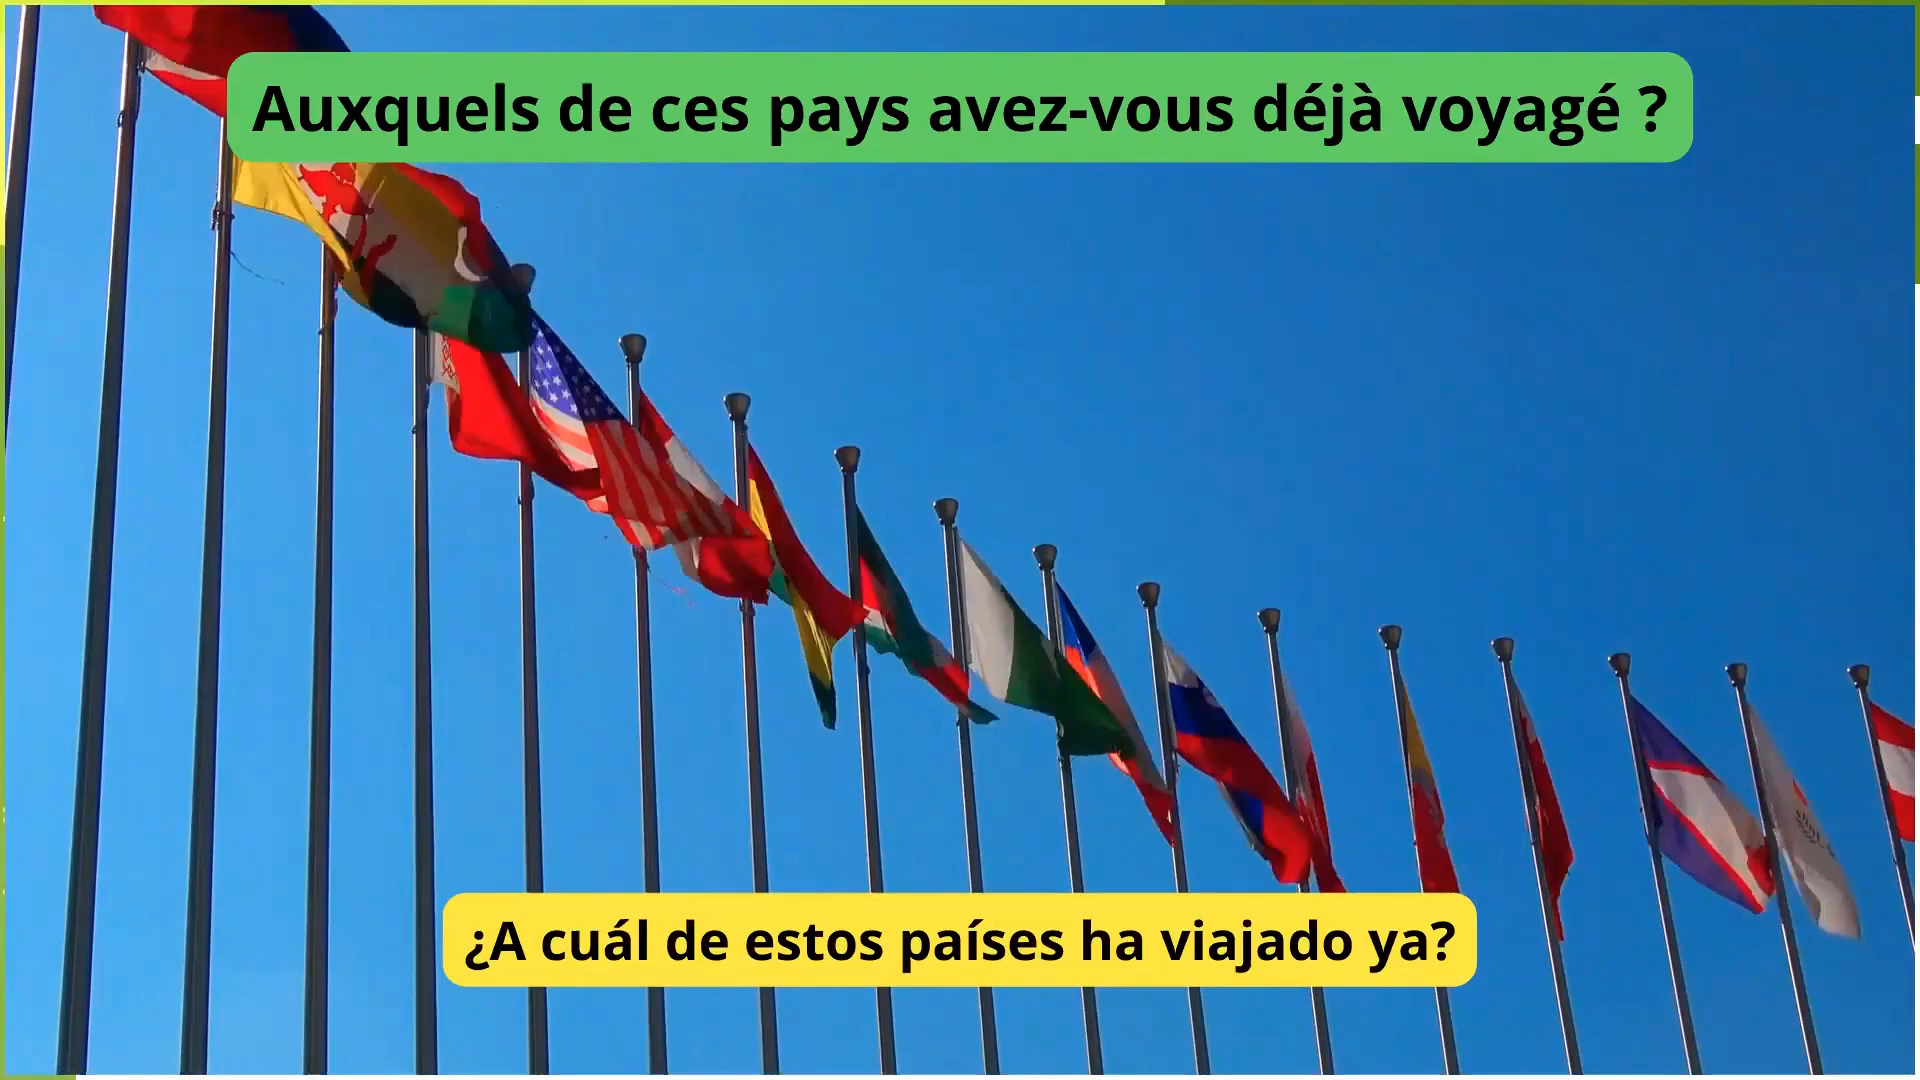 Auxquels de ces pays avez-vous déjà voyagé ?
¿A cuál de estos países ha viajado ya?